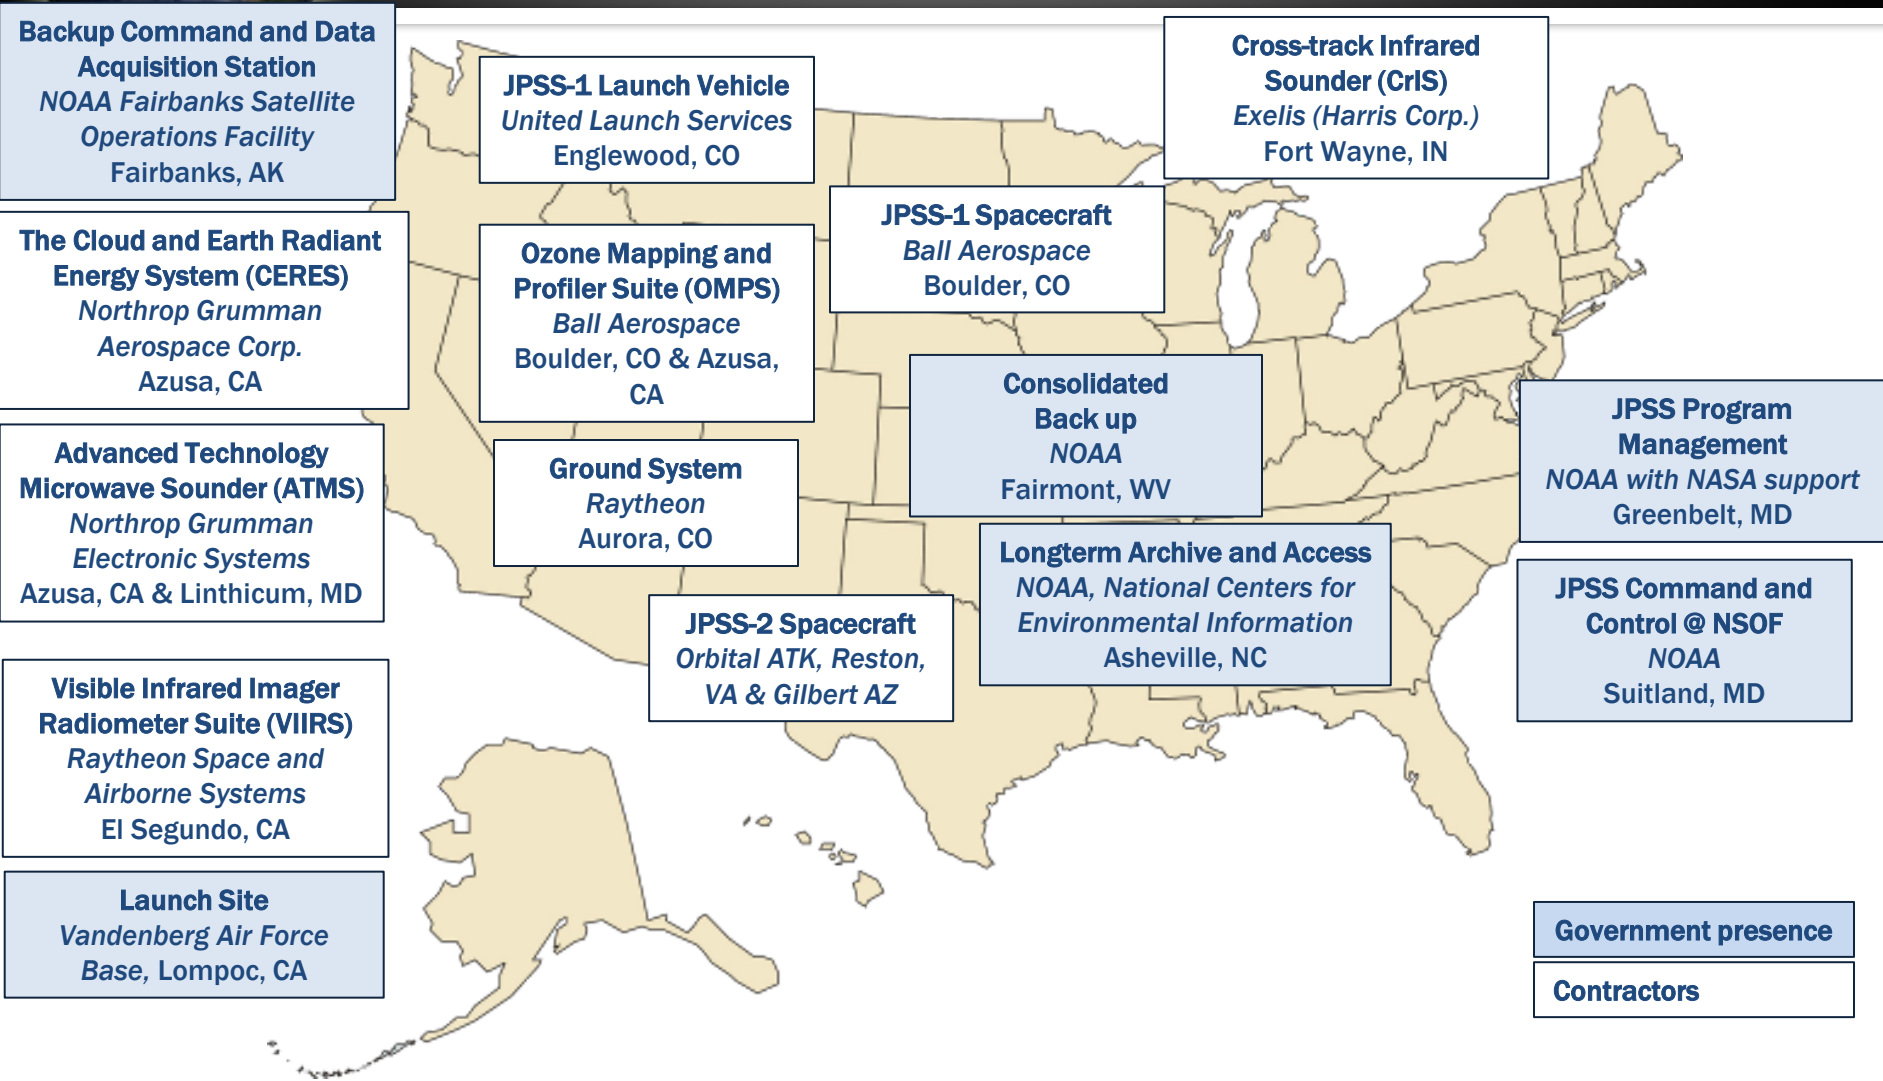 Backup Command and Data
Acquisition Station
NOAA Fairbanks Satellite
Operations Facility
Fairbanks, AK
JPSS-1 Launch Vehicle
United Launch Services
Englewood, CO
Cross-track Infrared
Sounder (CrIS)
Exelis (Harris Corp.)
Fort Wayne, IN
The Cloud and Earth Radiant
Energy System (CERES)
Northrop Grumman
Aerospace Corp.
Azusa, CA
Ozone Mapping and
Profiler Suite (OMPS)
Ball Aerospace
Boulder, CO & Azusa,
CA
JPSS-1 Spacecraft
Ball Aerospace
Boulder, CO
Consolidated
Back up
NOAA
Fairmont, WV
JPSS Program
Management
NOAA with NASA support
Greenbelt, MD
Advanced Technology
Microwave Sounder (ATMS)
Northrop Grumman
Electronic Systems
Azusa, CA & Linthicum, MD
Ground System
Raytheon
Aurora, CO
Longterm Archive and Access
NOAA, National Centers for
Environmental Information
Asheville, NC
JPSS Command and
Control @ NSOF
NOAA
Suitland, MD
JPSS-2 Spacecraft
Orbital ATK, Reston,
VA & Gilbert AZ
Visible Infrared Imager
Radiometer Suite (VIIRS)
Raytheon Space and
Airborne Systems
El Segundo, CA
Launch Site
Vandenberg Air Force
Base, Lompoc, CA
Government presence
Contractors